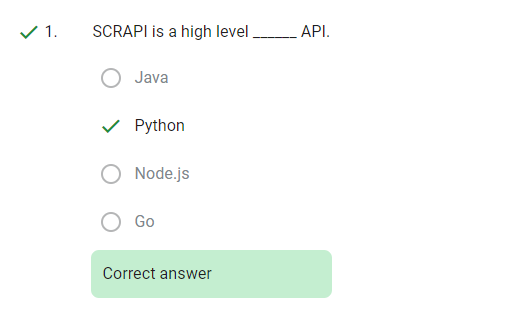 1. SCRAPI is a high level ______ API.
Java
Python
Node.js
Go
Correct answer